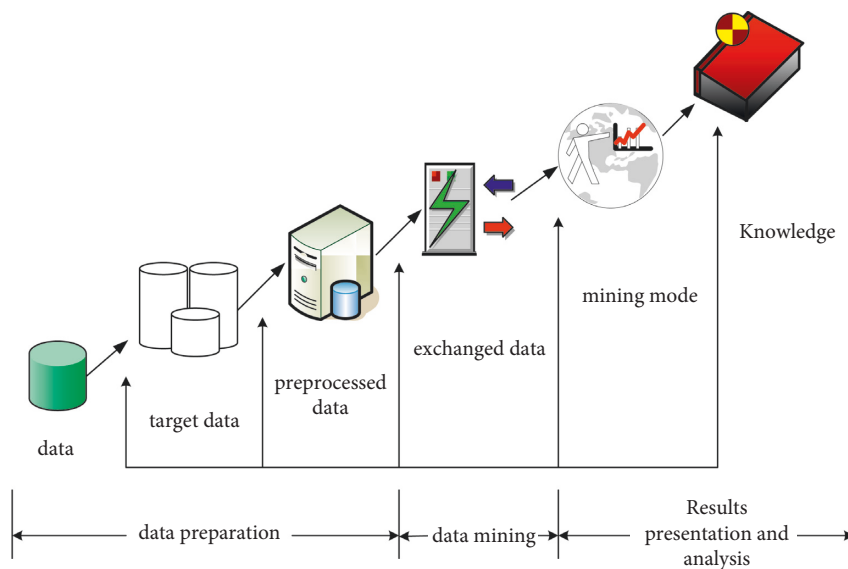 Knowledge
mining mode
exchanged data
preprocessed
data
target data
data
data preparation
data mining
Results
presentation and
analysis